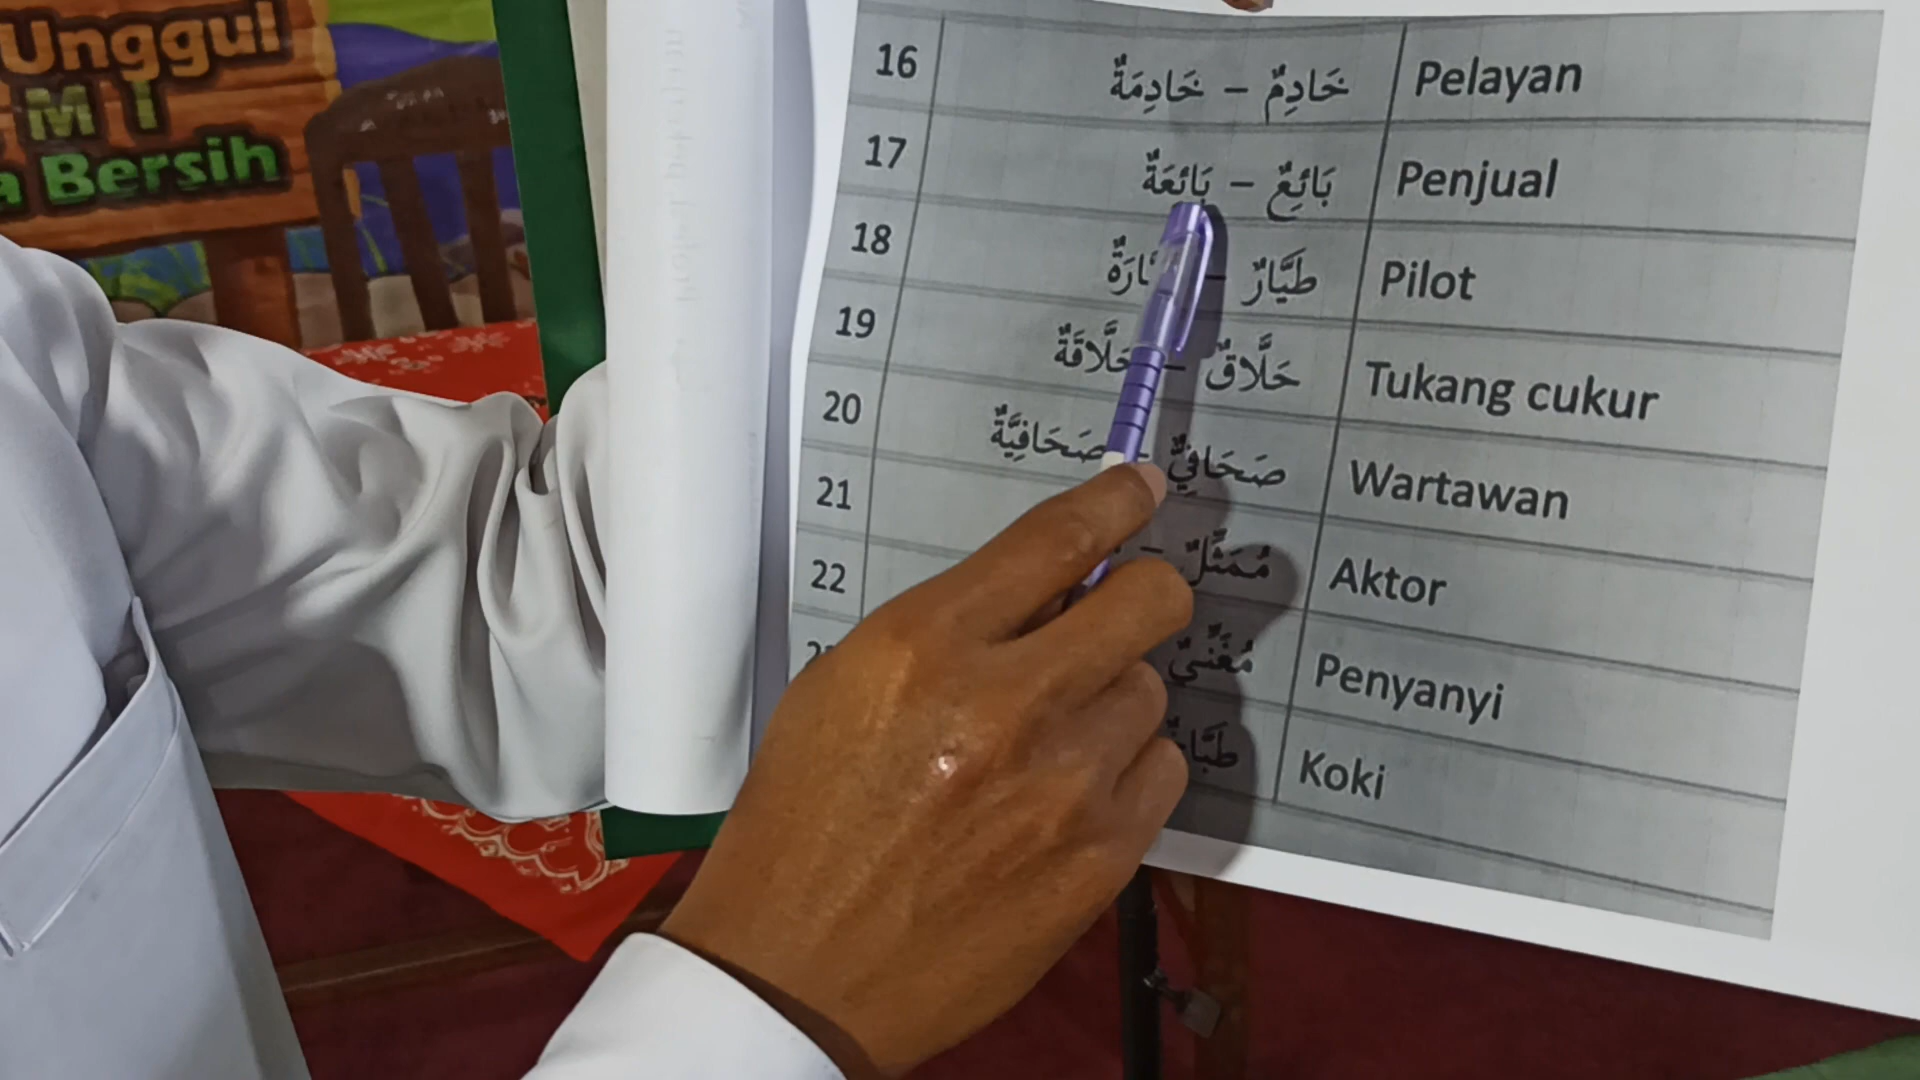 Unggul
M I
a Bersih
16 خَادِمٌ – خَادِمَةٌ Pelayan
17 بَائِعٌ – بَائِعَةٌ Penjual
18 طَيَّارٌ – Pilot
19 حَلَّاقٌ – حَلَّاقَةٌ Tukang cukur
20 صَحَافِيٌّ – صَحَافِيَّةٌ Wartawan
21 مُمَثِّلٌ – Aktor
22 مُغَنِّيٌ Penyanyi
Koki